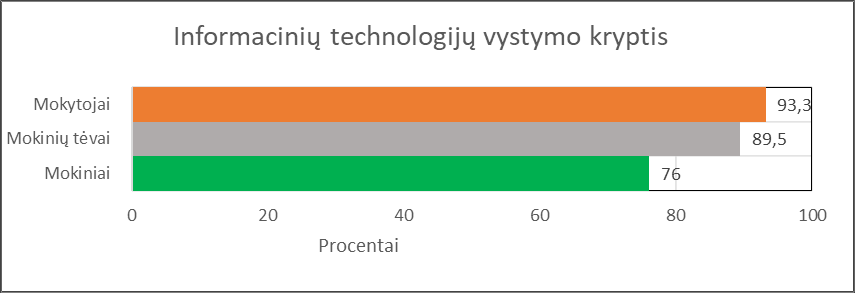 Informacinių technologijų vystymo kryptis
Mokytojai
93,3
Mokinių tėvai
89,5
Mokiniai
76
0 20 40 60 80 100
Procentai